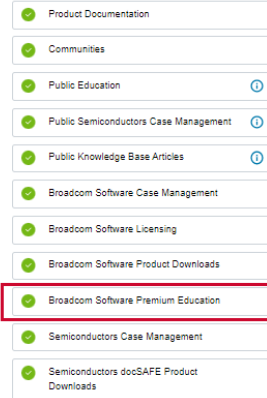 Product Documentation
Communities
Public Education
Public Semiconductors Case Management
Public Knowledge Base Articles
Broadcom Software Case Management
Broadcom Software Licensing
Broadcom Software Product Downloads
Broadcom Software Premium Education
Semiconductors Case Management
Semiconductors docSAFE Product
Downloads